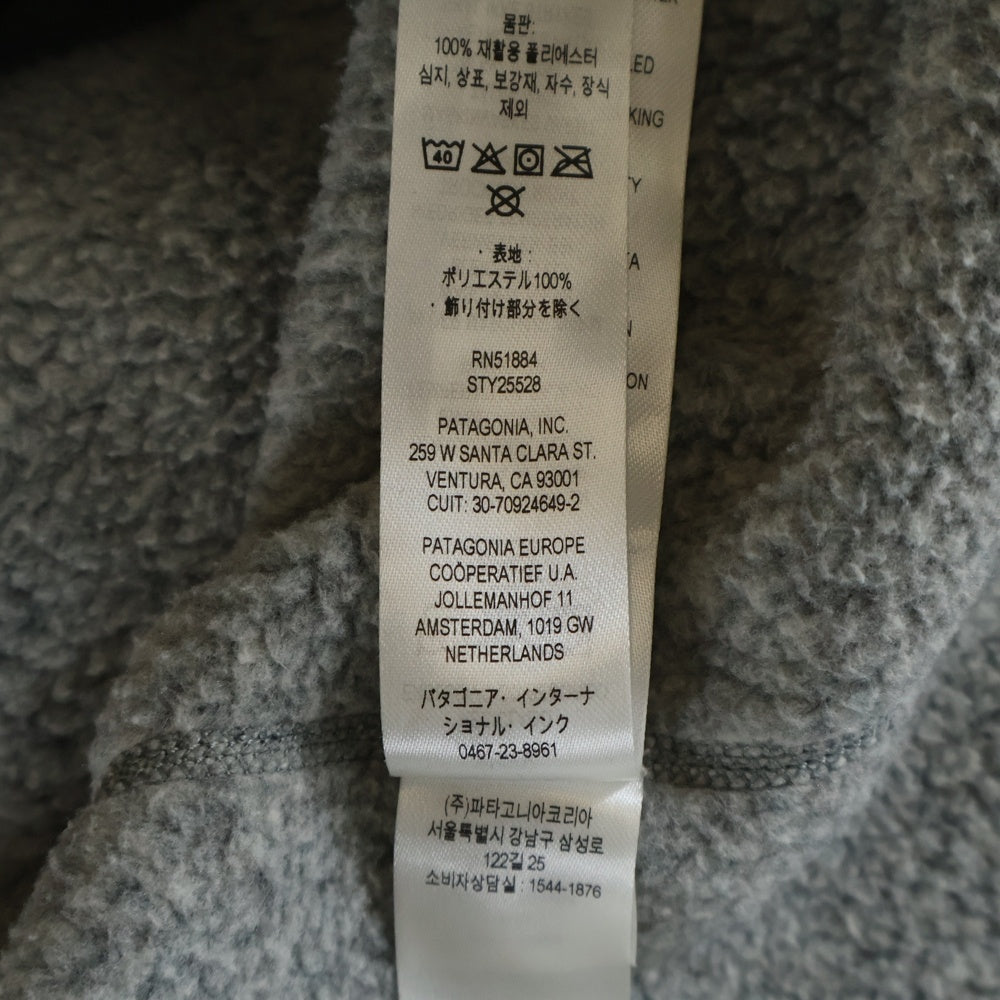 몸판:
100% 재활용 폴리에스터
심지, 상표, 보강재, 자수, 장식
제외
40
・表地 :
ポリエステル100%
・飾り付け部分を除く
RN51884
STY25528
PATAGONIA, INC.
259 W SANTA CLARA ST.
VENTURA, CA 93001
CUIT: 30-70924649-2
PATAGONIA EUROPE
COÖPERATIEF U.A.
JOLLEMANHOF 11
AMSTERDAM, 1019 GW
NETHERLANDS
パタゴニア・インターナ
ショナル・インク
0467-23-8961
(주)파타고니아코리아
서울특별시 강남구 삼성로
122길 25
소비자상담실 : 1544-1876
LED
KING
TY
TA
N
ON